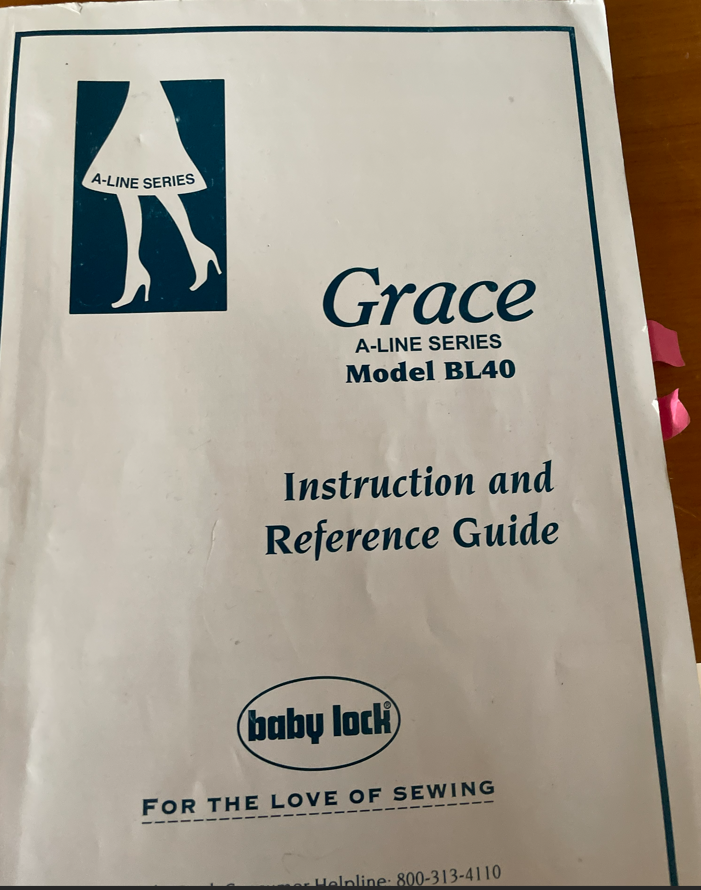 A-LINE SERIES
Grace
A-LINE SERIES
Model BL40
Instruction and
Reference Guide
baby lock®
FOR THE LOVE OF SEWING
Consumer Helpline: 800-313-4110